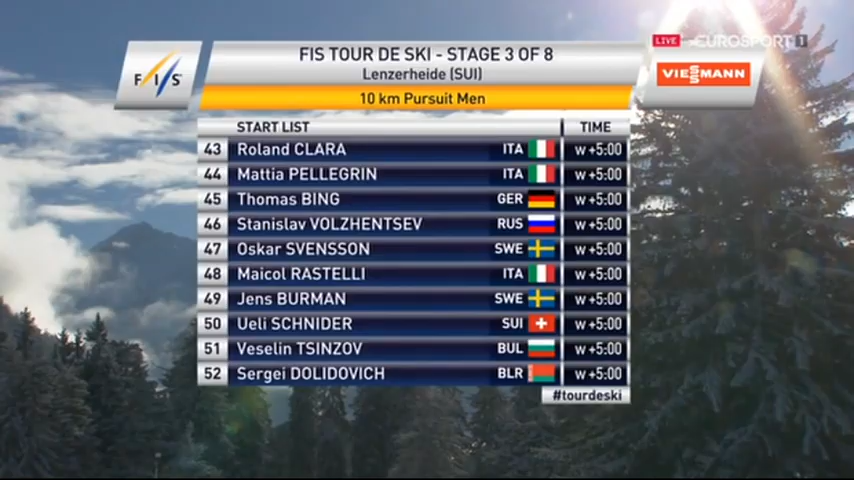 LIVE EUROSPORT 1
FIS TOUR DE SKI - STAGE 3 OF 8
Lenzerheide (SUI)
10 km Pursuit Men
FIS
VIESSMANN
START LIST TIME
43 Roland CLARA ITA w +5:00
44 Mattia PELLEGRIN ITA w +5:00
45 Thomas BING GER w +5:00
46 Stanislav VOLZHENTSEV RUS w +5:00
47 Oskar SVENSSON SWE w +5:00
48 Maicol RASTELLI ITA w +5:00
49 Jens BURMAN SWE w +5:00
50 Ueli SCHNIDER SUI w +5:00
51 Veselin TSINZOV BUL w +5:00
52 Sergei DOLIDOVICH BLR w +5:00
#tourdeski